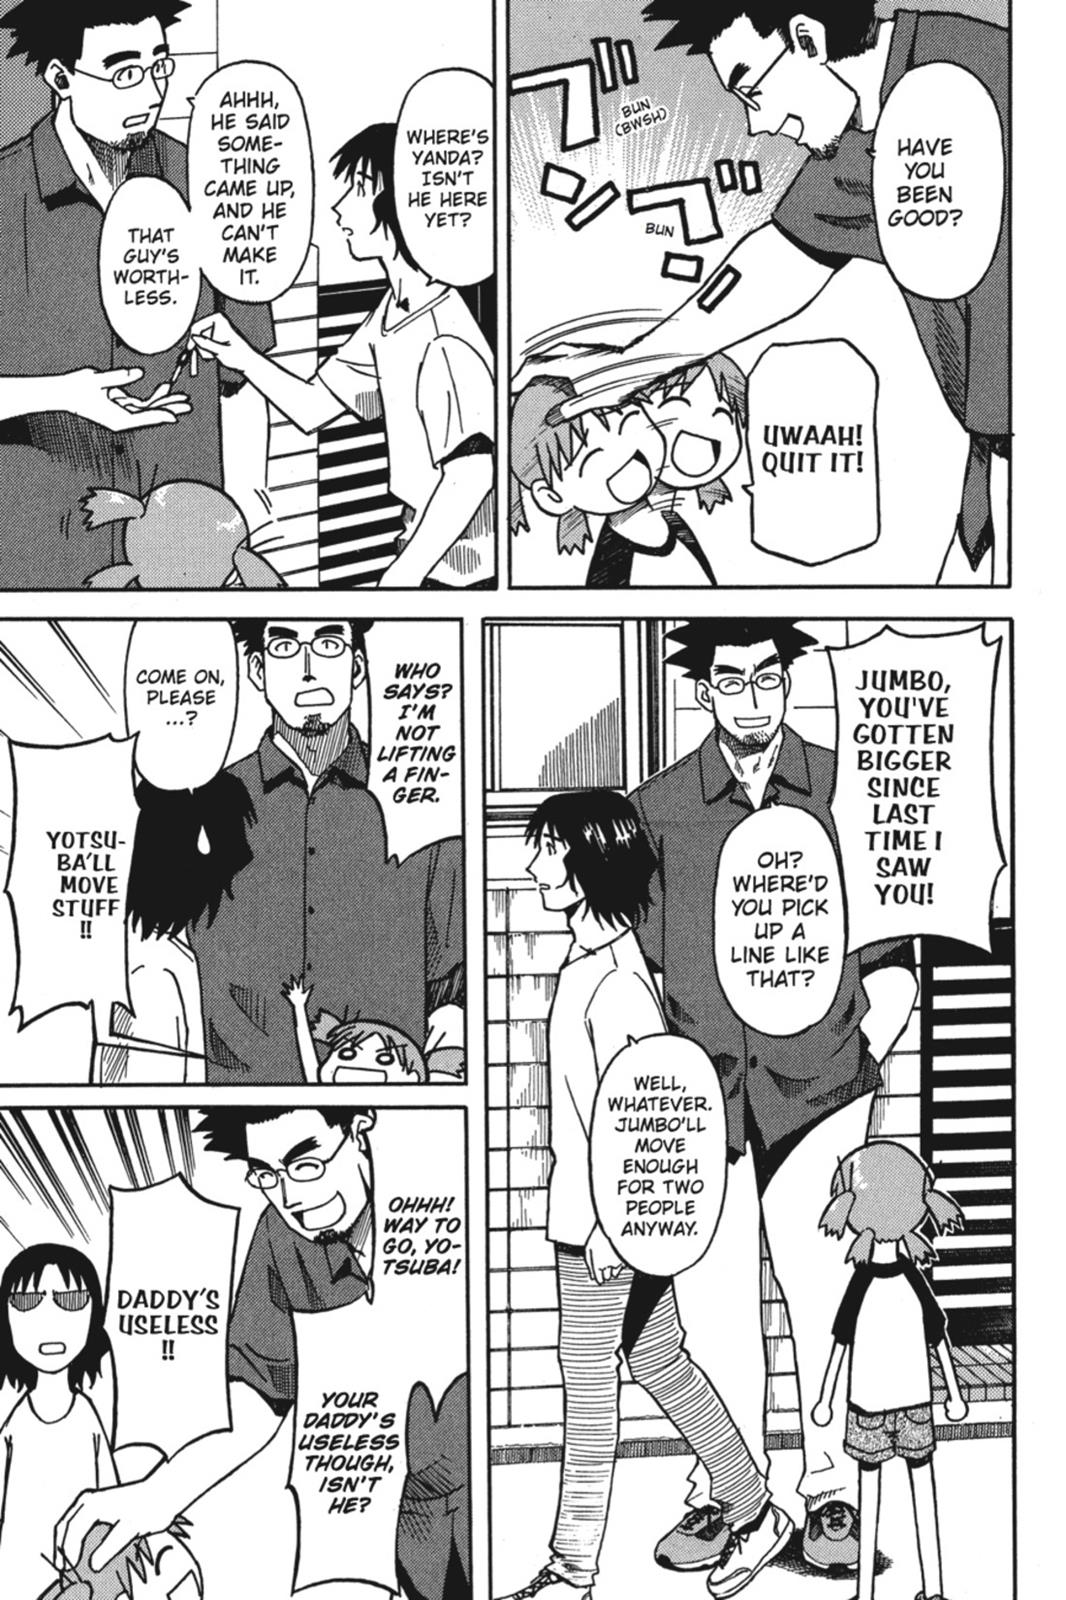 HAVE
YOU
BEEN
GOOD?
BUN
(BWSH)
BUN
UWAAH!
QUIT IT!
WHERE'S
YANDA?
ISN'T
HE HERE
YET?
AHHH,
HE SAID
SOME-
THING
CAME UP,
AND HE
CAN'T
MAKE
IT.
THAT
GUY'S
WORTH-
LESS.
JUMBO,
YOU'VE
GOTTEN
BIGGER
SINCE
LAST
TIME I
SAW
YOU!
OH?
WHERE'D
YOU PICK
UP A
LINE LIKE
THAT?
WELL,
WHATEVER.
JUMBO'LL
MOVE
ENOUGH
FOR TWO
PEOPLE
ANYWAY.
WHO
SAYS?
I'M
NOT
LIFTING
A FIN-
GER.
COME ON,
PLEASE
...?
YOTSU-
BA'LL
MOVE
STUFF
!!
OHHH!
WAY TO
GO, YO-
TSUBA!
YOUR
DADDY'S
USELESS
THOUGH,
ISN'T
HE?
DADDY'S
USELESS
!!